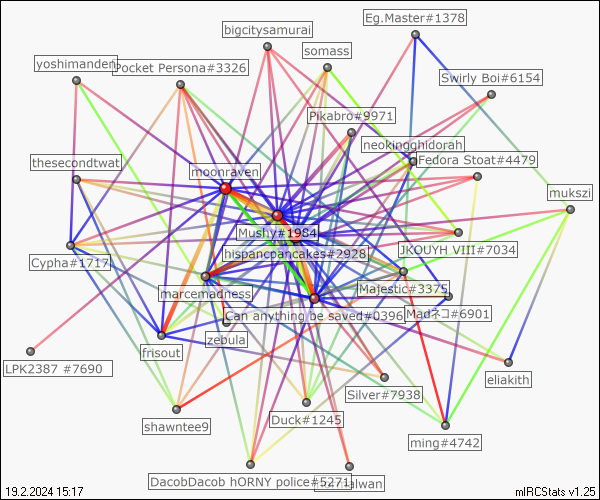 Eg.Master#1378
bigcitysamurai
somass
yoshimanden
Pocket Persona#3326
Swirly Boi#6154
Pikabro#9971
neokingghidorah
thesecondtwat
Fedora Stoat#4479
moonraven
mukszi
Mushy#1984
JKOUYH VIII#7034
hispancpancakes#2928
Cypha#1717
Majestic#3375
marcemadness
Can anything be saved#0396
Madネコ#6901
zebula
frisout
LPK2387 #7690
eliakith
Silver#7938
shawntee9
Duck#1245
ming#4742
DacobDacob hORNY police#5271
alwan
19.2.2024 15:17
mIRCStats v1.25